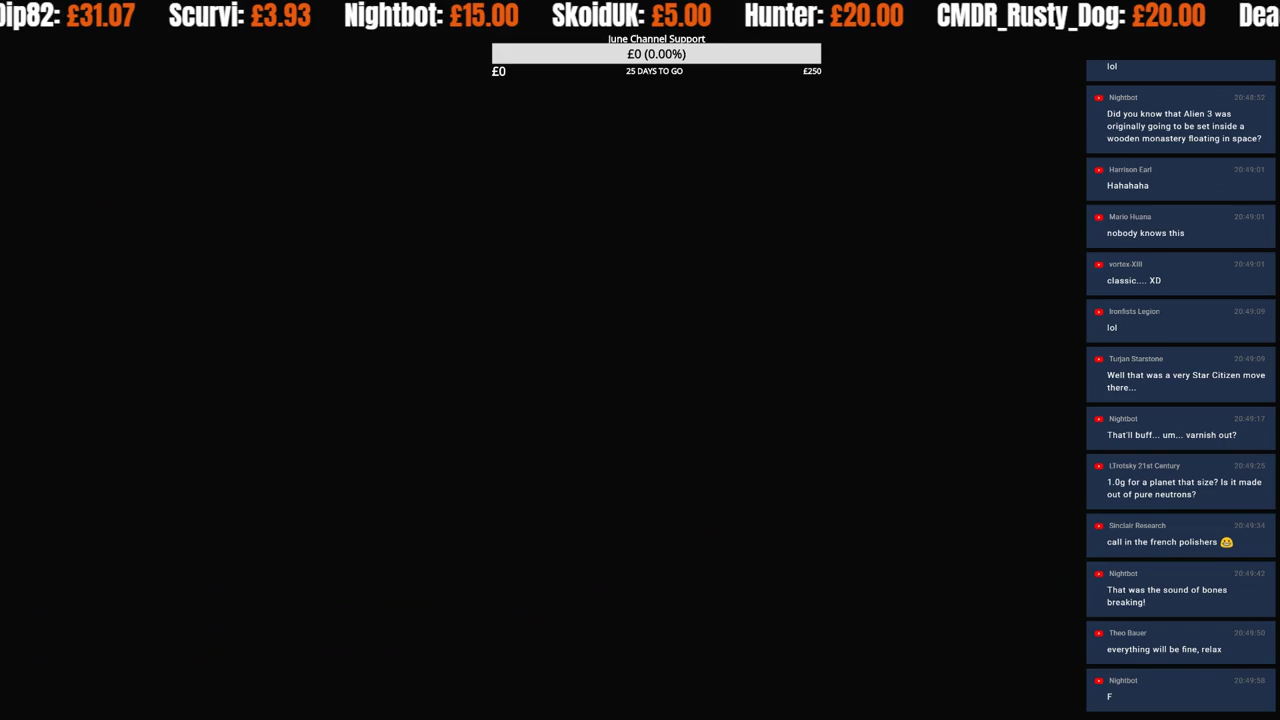 Dip82: £31.07 Scurvi: £3.93 Nightbot: £15.00 SkoidUK: £5.00 Hunter: £20.00 CMDR_Rusty_Dog: £20.00 Dea
June Channel Support
£0 (0.00%)
£0 25 DAYS TO GO £250
lol
Nightbot 20:48:52
Did you know that Alien 3 was
originally going to be set inside a
wooden monastery floating in space?
Harrison Earl 20:49:01
Hahahaha
Mario Huana 20:49:01
nobody knows this
vortex-XIII 20:49:01
classic.... XD
Ironfists Legion 20:49:09
lol
Turjan Starstone 20:49:09
Well that was a very Star Citizen move
there...
Nightbot 20:49:17
That'll buff... um... varnish out?
LTrotsky 21st Century 20:49:25
1.0g for a planet that size? Is it made
out of pure neutrons?
Sinclair Research 20:49:34
call in the french polishers 😆
Nightbot 20:49:42
That was the sound of bones
breaking!
Theo Bauer 20:49:50
everything will be fine, relax
Nightbot 20:49:58
F